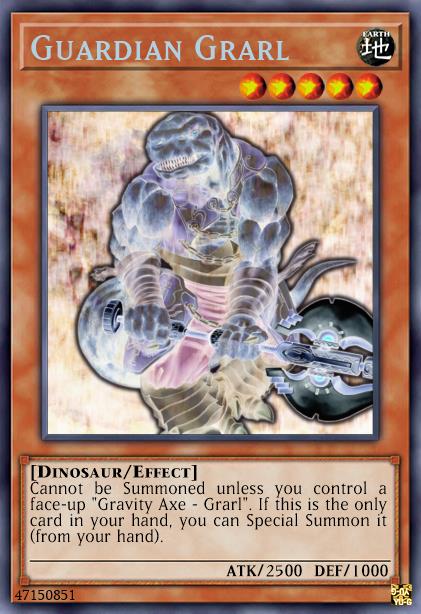 GUARDIAN GRARL
EARTH
地
[DINOSAUR/EFFECT]
Cannot be Summoned unless you control a
face-up "Gravity Axe - Grarl". If this is the only
card in your hand, you can Special Summon it
(from your hand).
ATK/2500 DEF/1000
47150851